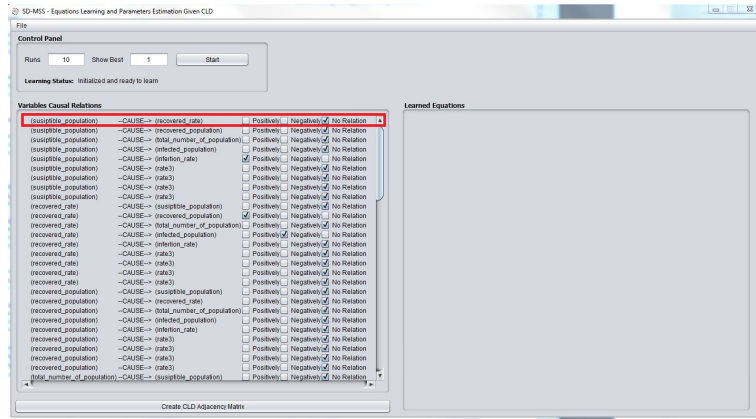 SD-MSS - Equations Learning and Parameters Estimation Given CLD
File
Control Panel
Runs 10 Show Best 1 Start
Learning Status: Initialized and ready to learn
Variables Causal Relations
Learned Equations
(susiptible_population) --CAUSE--> (recovered_rate) Positively Negatively No Relation
(susiptible_population) --CAUSE--> (recovered_population) Positively Negatively No Relation
(susiptible_population) --CAUSE--> (total_number_of_population) Positively Negatively No Relation
(susiptible_population) --CAUSE--> (infected_population) Positively Negatively No Relation
(susiptible_population) --CAUSE--> (infertion_rate) Positively Negatively No Relation
(susiptible_population) --CAUSE--> (rate3) Positively Negatively No Relation
(susiptible_population) --CAUSE--> (rate3) Positively Negatively No Relation
(susiptible_population) --CAUSE--> (rate3) Positively Negatively No Relation
(susiptible_population) --CAUSE--> (rate3) Positively Negatively No Relation
(recovered_rate) --CAUSE--> (susiptible_population) Positively Negatively No Relation
(recovered_rate) --CAUSE--> (recovered_population) Positively Negatively No Relation
(recovered_rate) --CAUSE--> (total_number_of_population) Positively Negatively No Relation
(recovered_rate) --CAUSE--> (infected_population) Positively Negatively No Relation
(recovered_rate) --CAUSE--> (infertion_rate) Positively Negatively No Relation
(recovered_rate) --CAUSE--> (rate3) Positively Negatively No Relation
(recovered_rate) --CAUSE--> (rate3) Positively Negatively No Relation
(recovered_rate) --CAUSE--> (rate3) Positively Negatively No Relation
(recovered_rate) --CAUSE--> (rate3) Positively Negatively No Relation
(recovered_population) --CAUSE--> (susiptible_population) Positively Negatively No Relation
(recovered_population) --CAUSE--> (recovered_rate) Positively Negatively No Relation
(recovered_population) --CAUSE--> (total_number_of_population) Positively Negatively No Relation
(recovered_population) --CAUSE--> (infected_population) Positively Negatively No Relation
(recovered_population) --CAUSE--> (infertion_rate) Positively Negatively No Relation
(recovered_population) --CAUSE--> (rate3) Positively Negatively No Relation
(recovered_population) --CAUSE--> (rate3) Positively Negatively No Relation
(recovered_population) --CAUSE--> (rate3) Positively Negatively No Relation
(recovered_population) --CAUSE--> (rate3) Positively Negatively No Relation
(total_number_of_population) --CAUSE--> (susiptible_population) Positively Negatively No Relation
Create CLD Adjacency Matrix